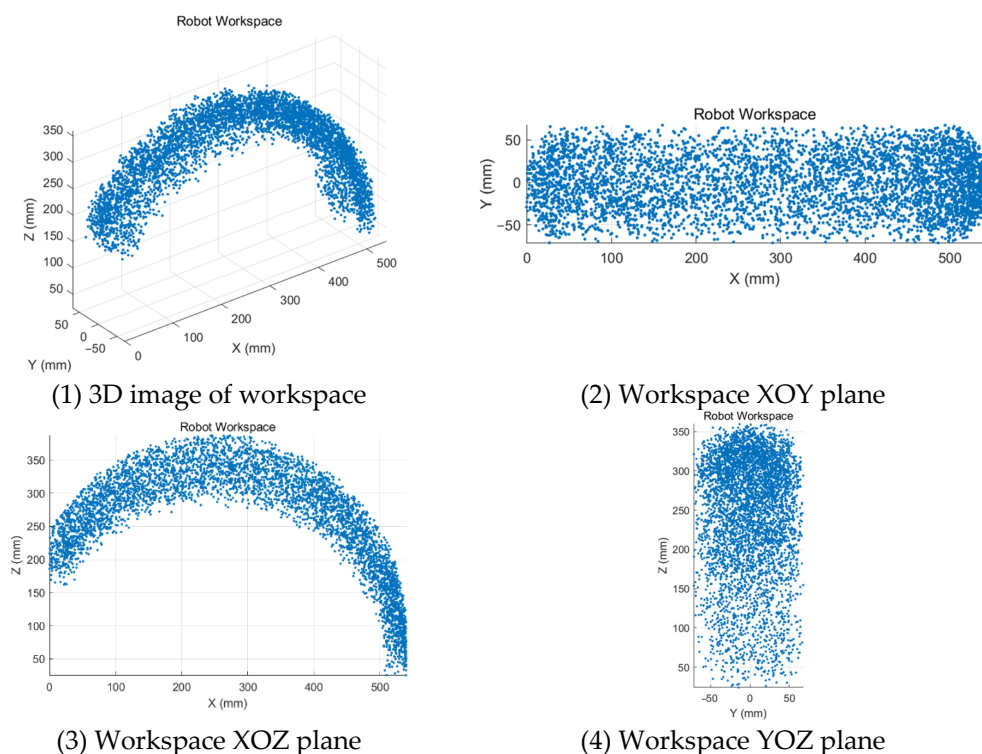 Robot Workspace
350
300
250
200
150
100
50
Z (mm)
50
0
−50
Y (mm)
0
100
200
300
400
500
X (mm)
(1) 3D image of workspace
Robot Workspace
50
0
−50
Y (mm)
0 100 200 300 400 500
X (mm)
(2) Workspace XOY plane
Robot Workspace
350
300
250
200
150
100
50
Z (mm)
0 100 200 300 400 500
X (mm)
(3) Workspace XOZ plane
Robot Workspace
350
300
250
200
150
100
50
Z (mm)
−50 0 50
Y (mm)
(4) Workspace YOZ plane